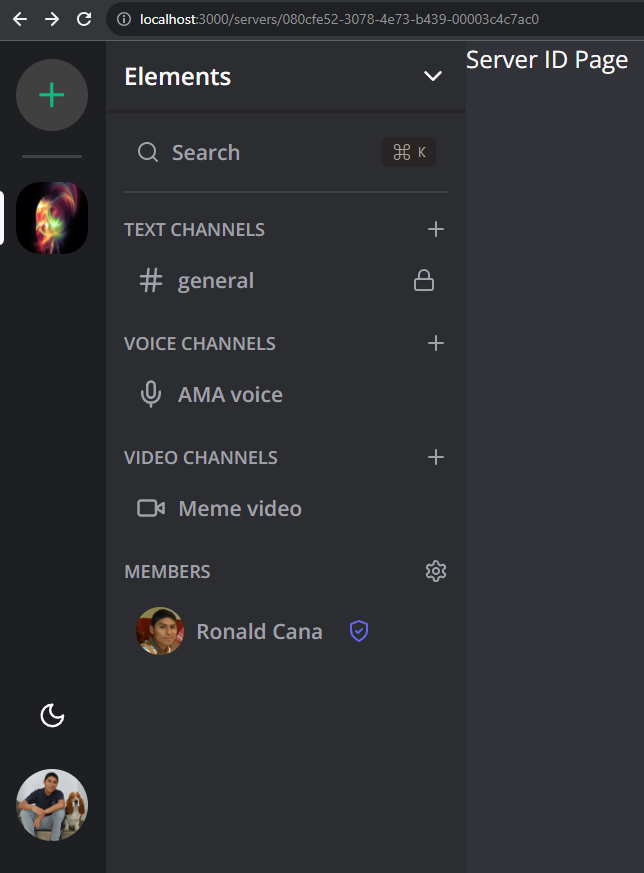 localhost:3000/servers/080cfe52-3078-4e73-b439-00003c4c7ac0
Elements
Server ID Page
Search ⌘ K
TEXT CHANNELS
general
VOICE CHANNELS
AMA voice
VIDEO CHANNELS
Meme video
MEMBERS
Ronald Cana